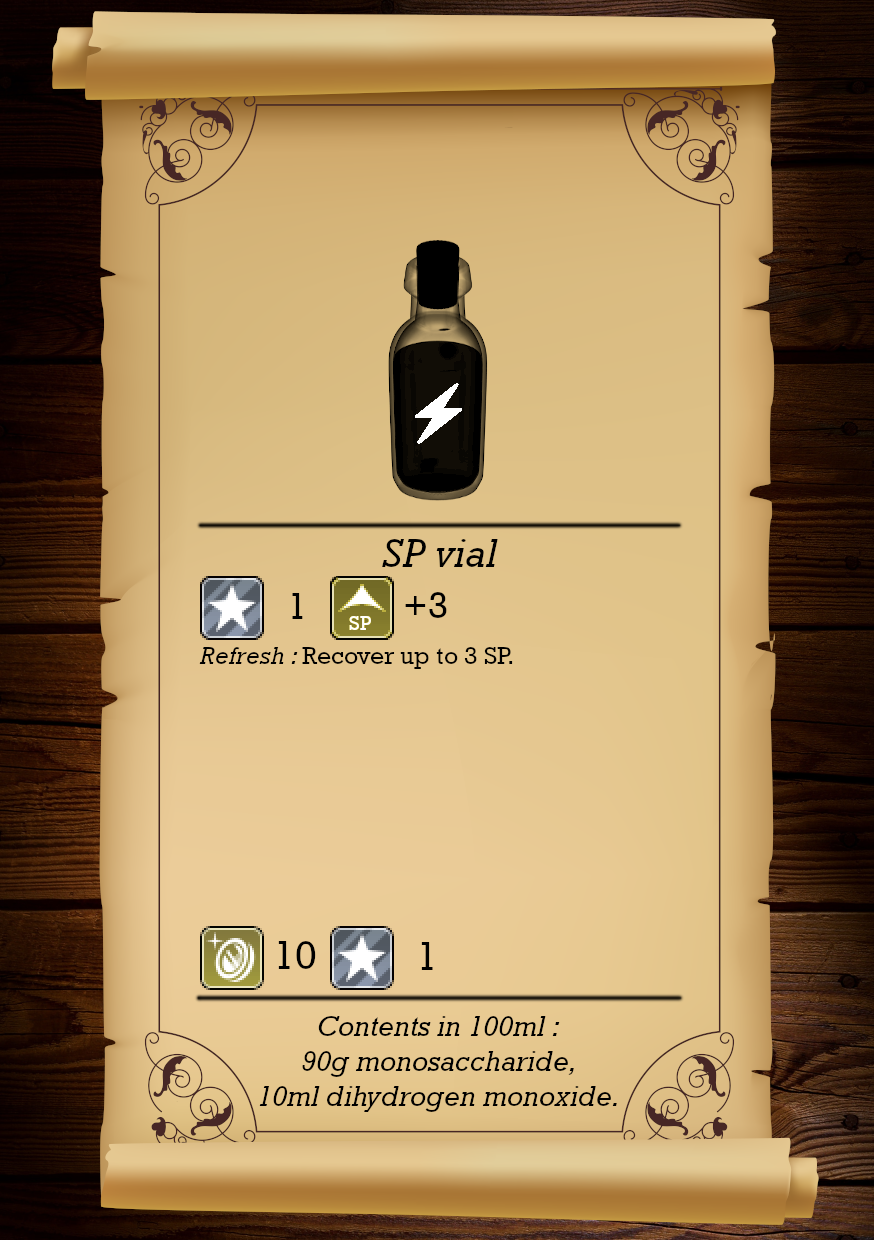 SP vial
1 SP +3
Refresh : Recover up to 3 SP.
10 1
Contents in 100ml :
90g monosaccharide,
10ml dihydrogen monoxide.